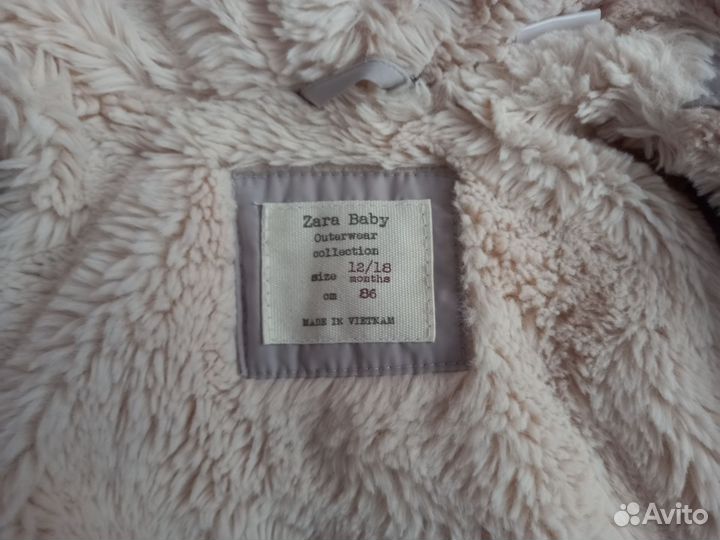 Zara Baby
Outerwear
collection
size 12/18
months
cm 86
MADE IN VIETNAM
Avito